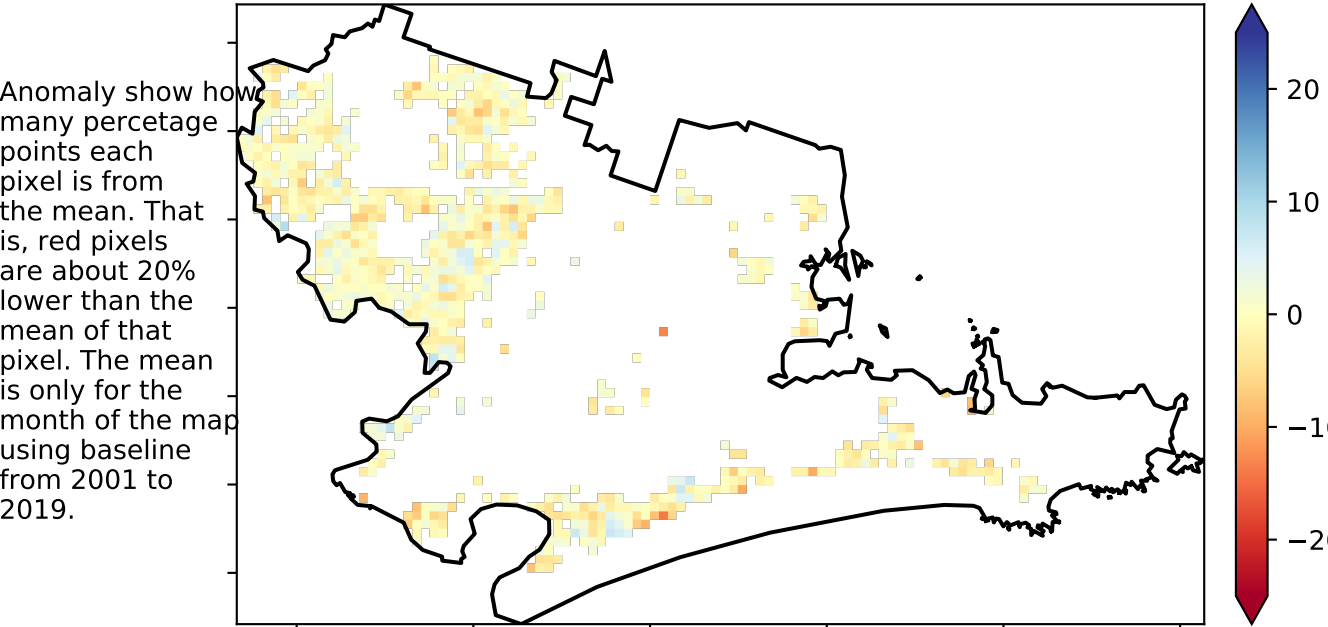 Anomaly show how
many percetage
points each
pixel is from
the mean. That
is, red pixels
are about 20%
lower than the
mean of that
pixel. The mean
is only for the
month of the map
using baseline
from 2001 to
2019.
20
10
0
−10
−20